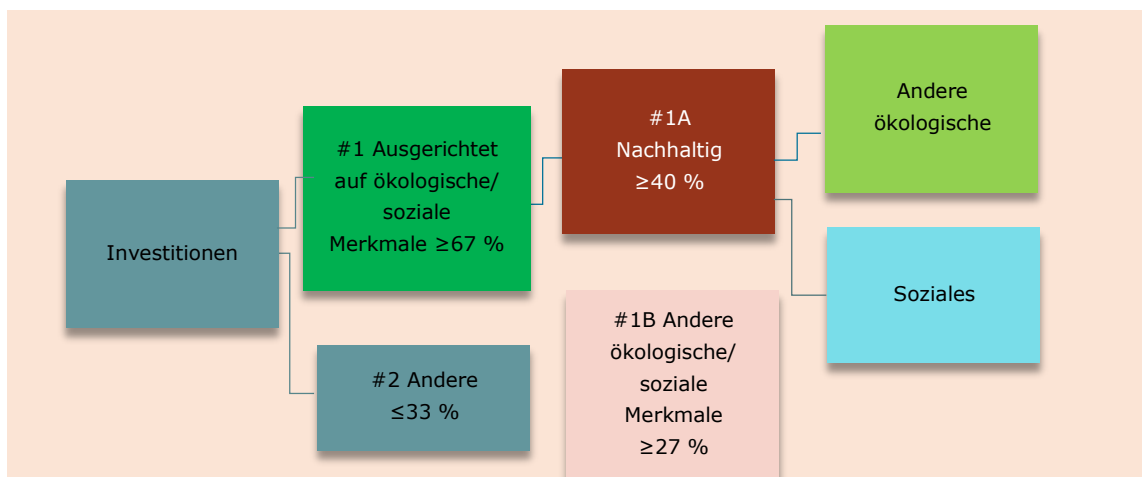 Investitionen
#1 Ausgerichtet
auf ökologische/
soziale
Merkmale ≥67 %
#2 Andere
≤33 %
#1A
Nachhaltig
≥40 %
#1B Andere
ökologische/
soziale
Merkmale
≥27 %
Andere
ökologische
Soziales